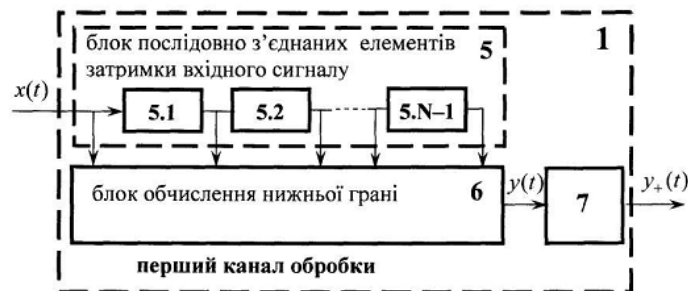 блок послідовно з’єднаних елементів 5 1
затримки вхідного сигналу
x(t)
5.1 5.2 5.N–1
блок обчислення нижньої грані 6 y(t) 7 y₊(t)
перший канал обробки